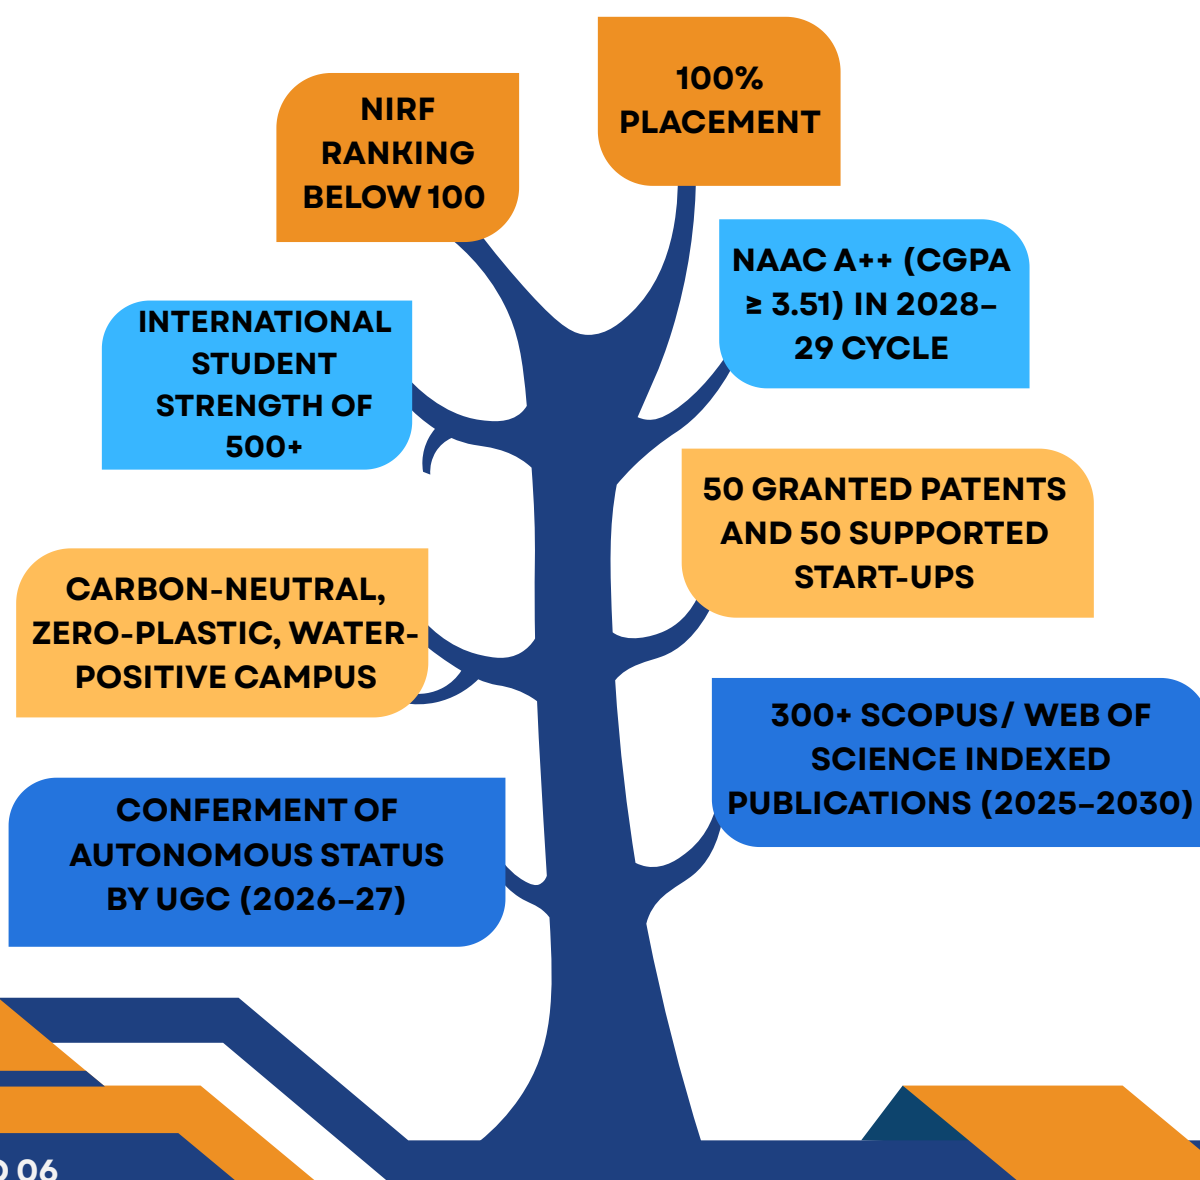 100%
PLACEMENT
NIRF
RANKING
BELOW 100
NAAC A++ (CGPA
≥ 3.51) IN 2028–
29 CYCLE
INTERNATIONAL
STUDENT
STRENGTH OF
500+
50 GRANTED PATENTS
AND 50 SUPPORTED
START-UPS
CARBON-NEUTRAL,
ZERO-PLASTIC, WATER-
POSITIVE CAMPUS
300+ SCOPUS/ WEB OF
SCIENCE INDEXED
PUBLICATIONS (2025–2030)
CONFERMENT OF
AUTONOMOUS STATUS
BY UGC (2026–27)
06